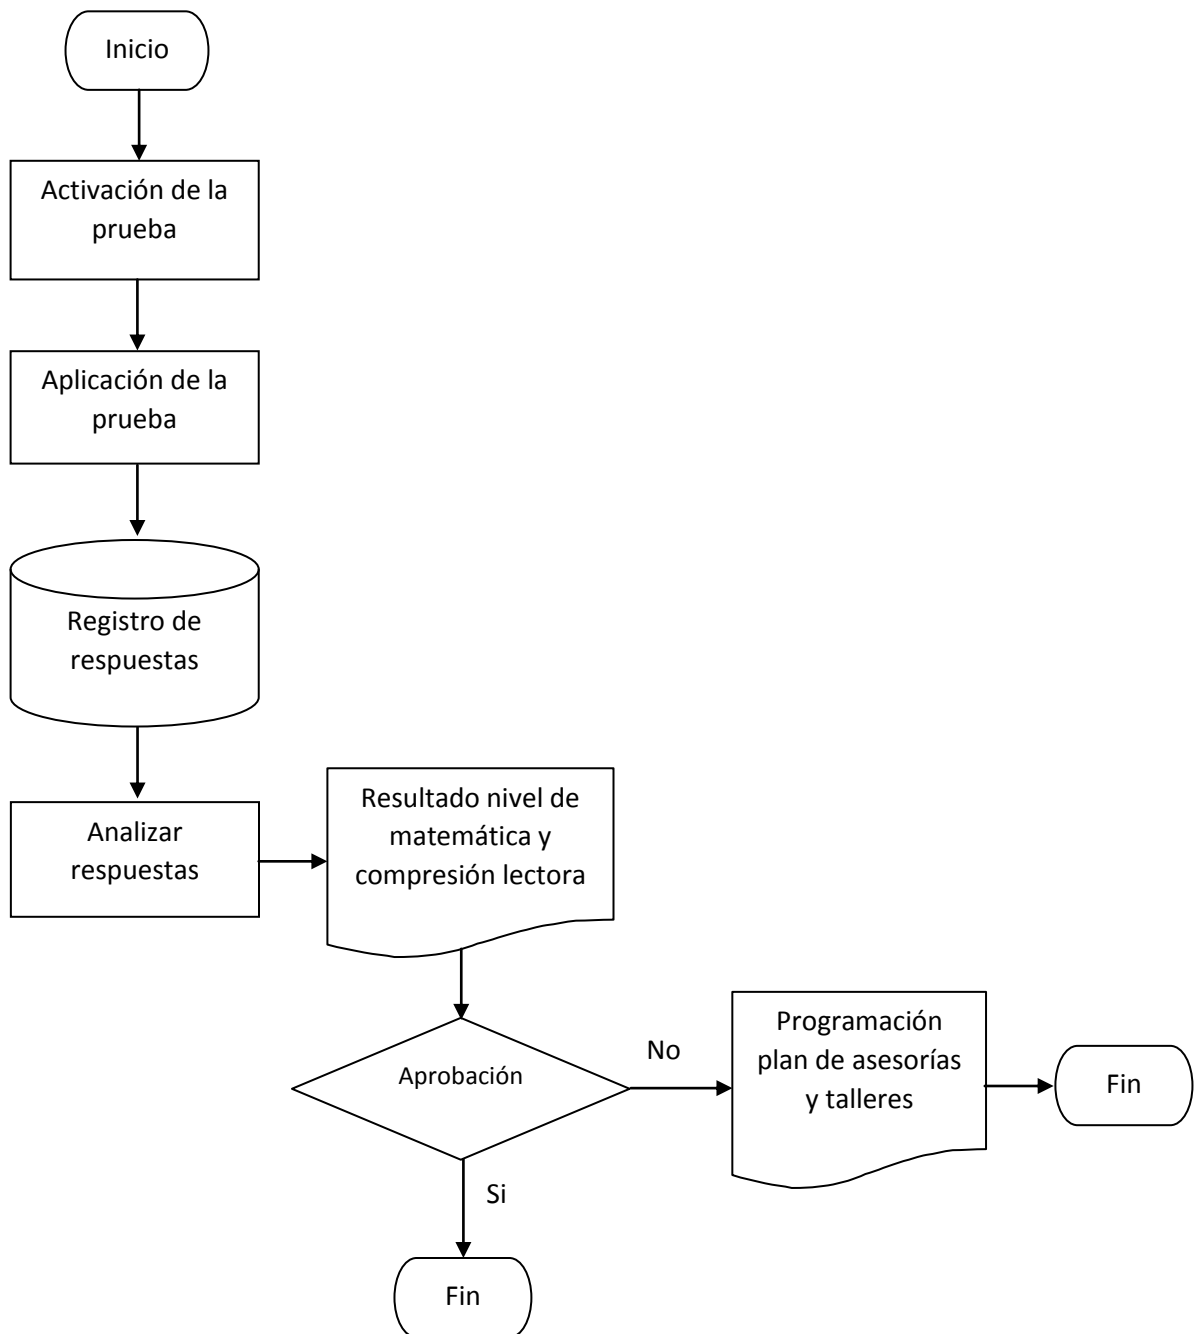 Inicio
Activación de la
prueba
Aplicación de la
prueba
Registro de
respuestas
Analizar
respuestas
Resultado nivel de
matemática y
compresión lectora
Aprobación
No
Programación
plan de asesorías
y talleres
Fin
Si
Fin